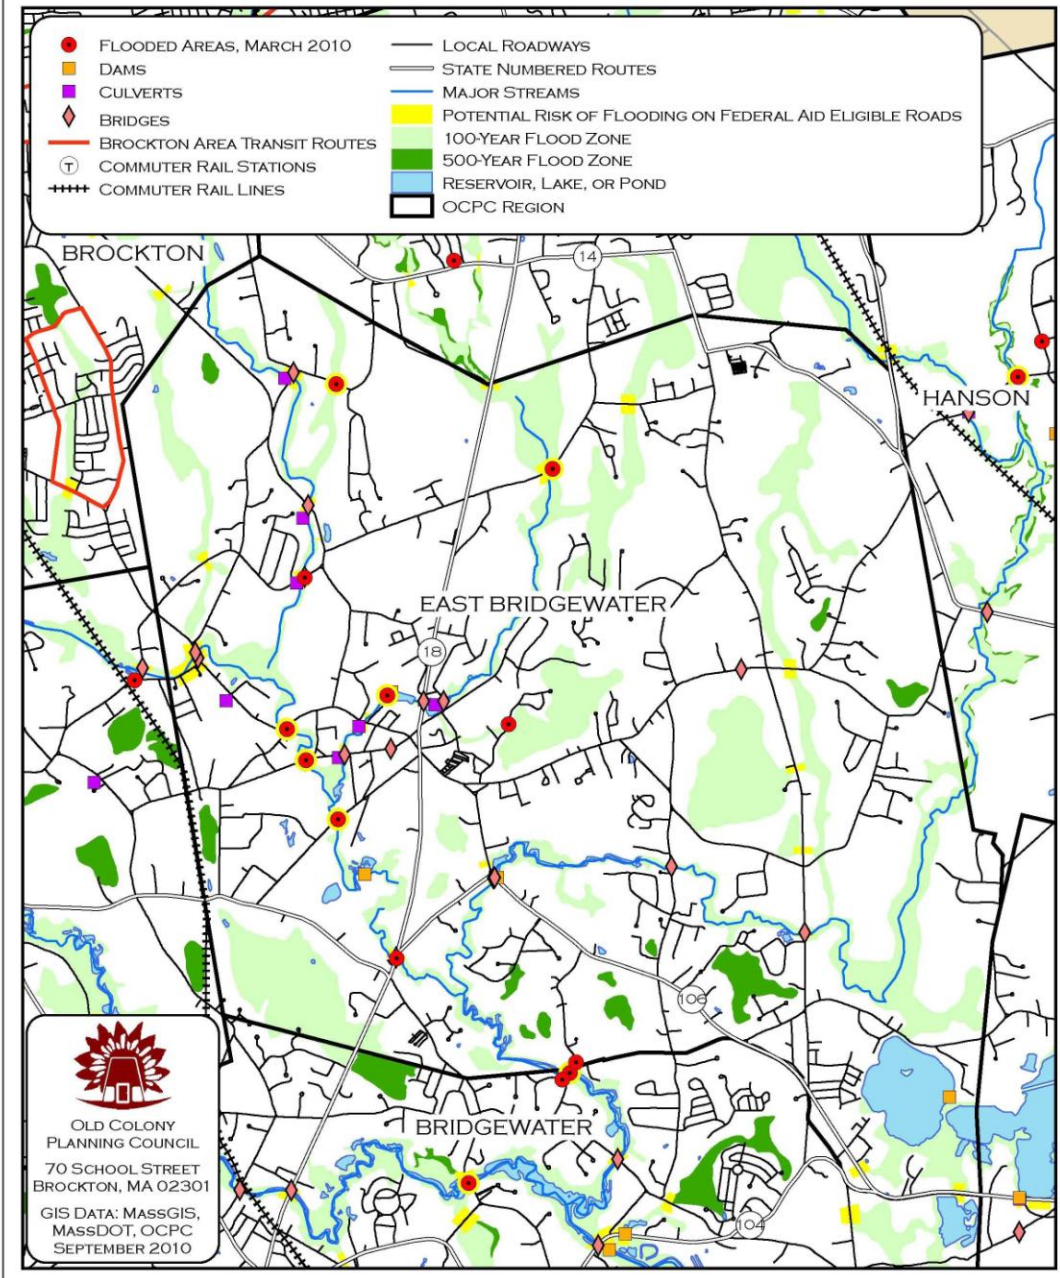 FLOODED AREAS, MARCH 2010
DAMS
CULVERTS
BRIDGES
BROCKTON AREA TRANSIT ROUTES
T COMMUTER RAIL STATIONS
COMMUTER RAIL LINES
LOCAL ROADWAYS
STATE NUMBERED ROUTES
MAJOR STREAMS
POTENTIAL RISK OF FLOODING ON FEDERAL AID ELIGIBLE ROADS
100-YEAR FLOOD ZONE
500-YEAR FLOOD ZONE
RESERVOIR, LAKE, OR POND
OCPC REGION
BROCKTON
14
HANSON
EAST BRIDGEWATER
18
106
BRIDGEWATER
104
OLD COLONY
PLANNING COUNCIL
70 SCHOOL STREET
BROCKTON, MA 02301
GIS DATA: MASSGIS,
MASSDOT, OCPC
SEPTEMBER 2010